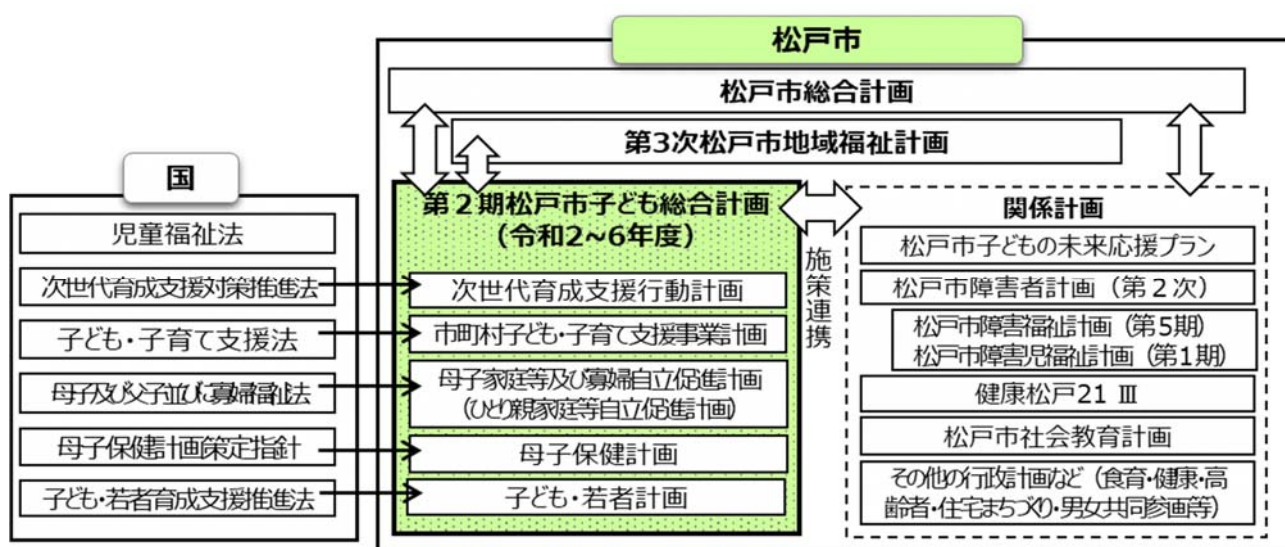 松戸市
松戸市総合計画
第3次松戸市地域福祉計画
国
児童福祉法
次世代育成支援対策推進法
子ども・子育て支援法
母子及び父子並びに寡婦福祉法
母子保健計画策定指針
子ども・若者育成支援推進法
第2期松戸市子ども総合計画
(令和2~6年度)
次世代育成支援行動計画
市町村子ども・子育て支援事業計画
母子家庭等及び寡婦自立促進計画
(ひとり親家庭等自立促進計画)
母子保健計画
子ども・若者計画
施策連携
関係計画
松戸市子どもの未来応援プラン
松戸市障害者計画(第2次)
松戸市障害福祉計画(第5期)
松戸市障害児福祉計画(第1期)
健康松戸21 Ⅲ
松戸市社会教育計画
その他の行政計画など(食育・健康・高
齢者・住宅まちづくり・男女共同参画等)